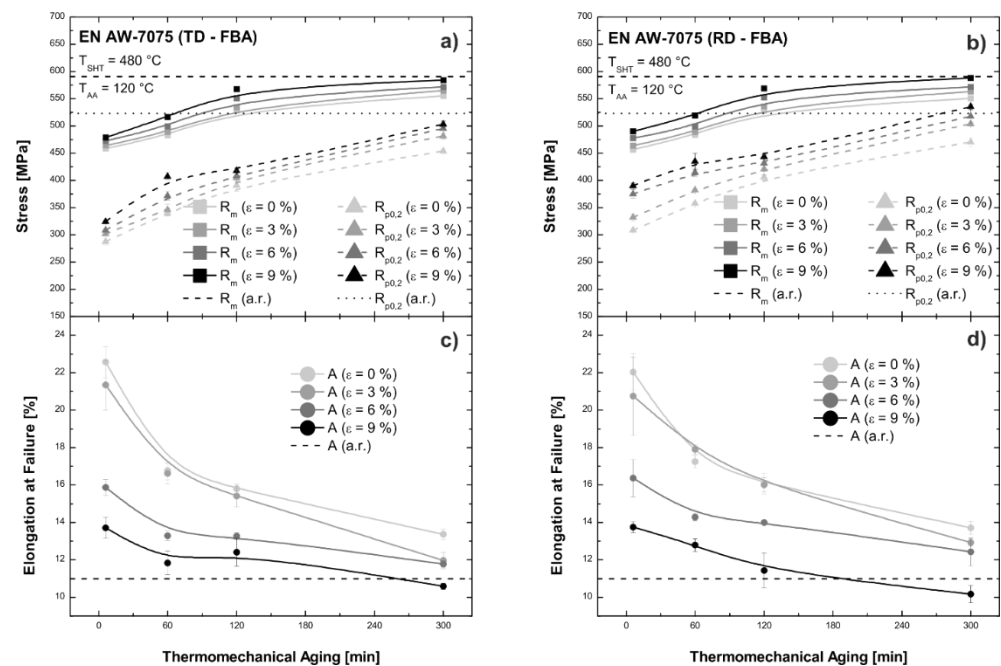 EN AW-7075 (TD - FBA)
a)
T_SHT = 480 °C
T_AA = 120 °C
Stress [MPa]
650
600
550
500
450
400
350
300
250
200
150
R_m (ε = 0 %)
R_m (ε = 3 %)
R_m (ε = 6 %)
R_m (ε = 9 %)
R_m (a.r.)
R_p0,2 (ε = 0 %)
R_p0,2 (ε = 3 %)
R_p0,2 (ε = 6 %)
R_p0,2 (ε = 9 %)
R_p0,2 (a.r.)
EN AW-7075 (RD - FBA)
b)
T_SHT = 480 °C
T_AA = 120 °C
Stress [MPa]
650
600
550
500
450
400
350
300
250
200
150
R_m (ε = 0 %)
R_m (ε = 3 %)
R_m (ε = 6 %)
R_m (ε = 9 %)
R_m (a.r.)
R_p0,2 (ε = 0 %)
R_p0,2 (ε = 3 %)
R_p0,2 (ε = 6 %)
R_p0,2 (ε = 9 %)
R_p0,2 (a.r.)
c)
Elongation at Failure [%]
24
22
20
18
16
14
12
10
A (ε = 0 %)
A (ε = 3 %)
A (ε = 6 %)
A (ε = 9 %)
A (a.r.)
0 60 120 180 240 300
Thermomechanical Aging [min]
d)
Elongation at Failure [%]
24
22
20
18
16
14
12
10
A (ε = 0 %)
A (ε = 3 %)
A (ε = 6 %)
A (ε = 9 %)
A (a.r.)
0 60 120 180 240 300
Thermomechanical Aging [min]